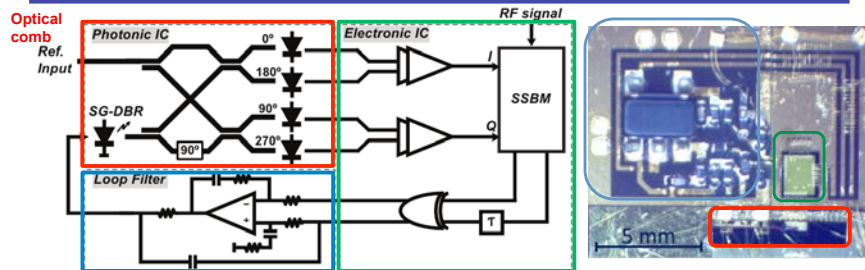 Optical
comb
Ref.
Input
Photonic IC
0°
180°
90°
270°
SG-DBR
90°
Electronic IC
I
Q
RF signal
SSBM
Loop Filter
-
+
τ
5 mm